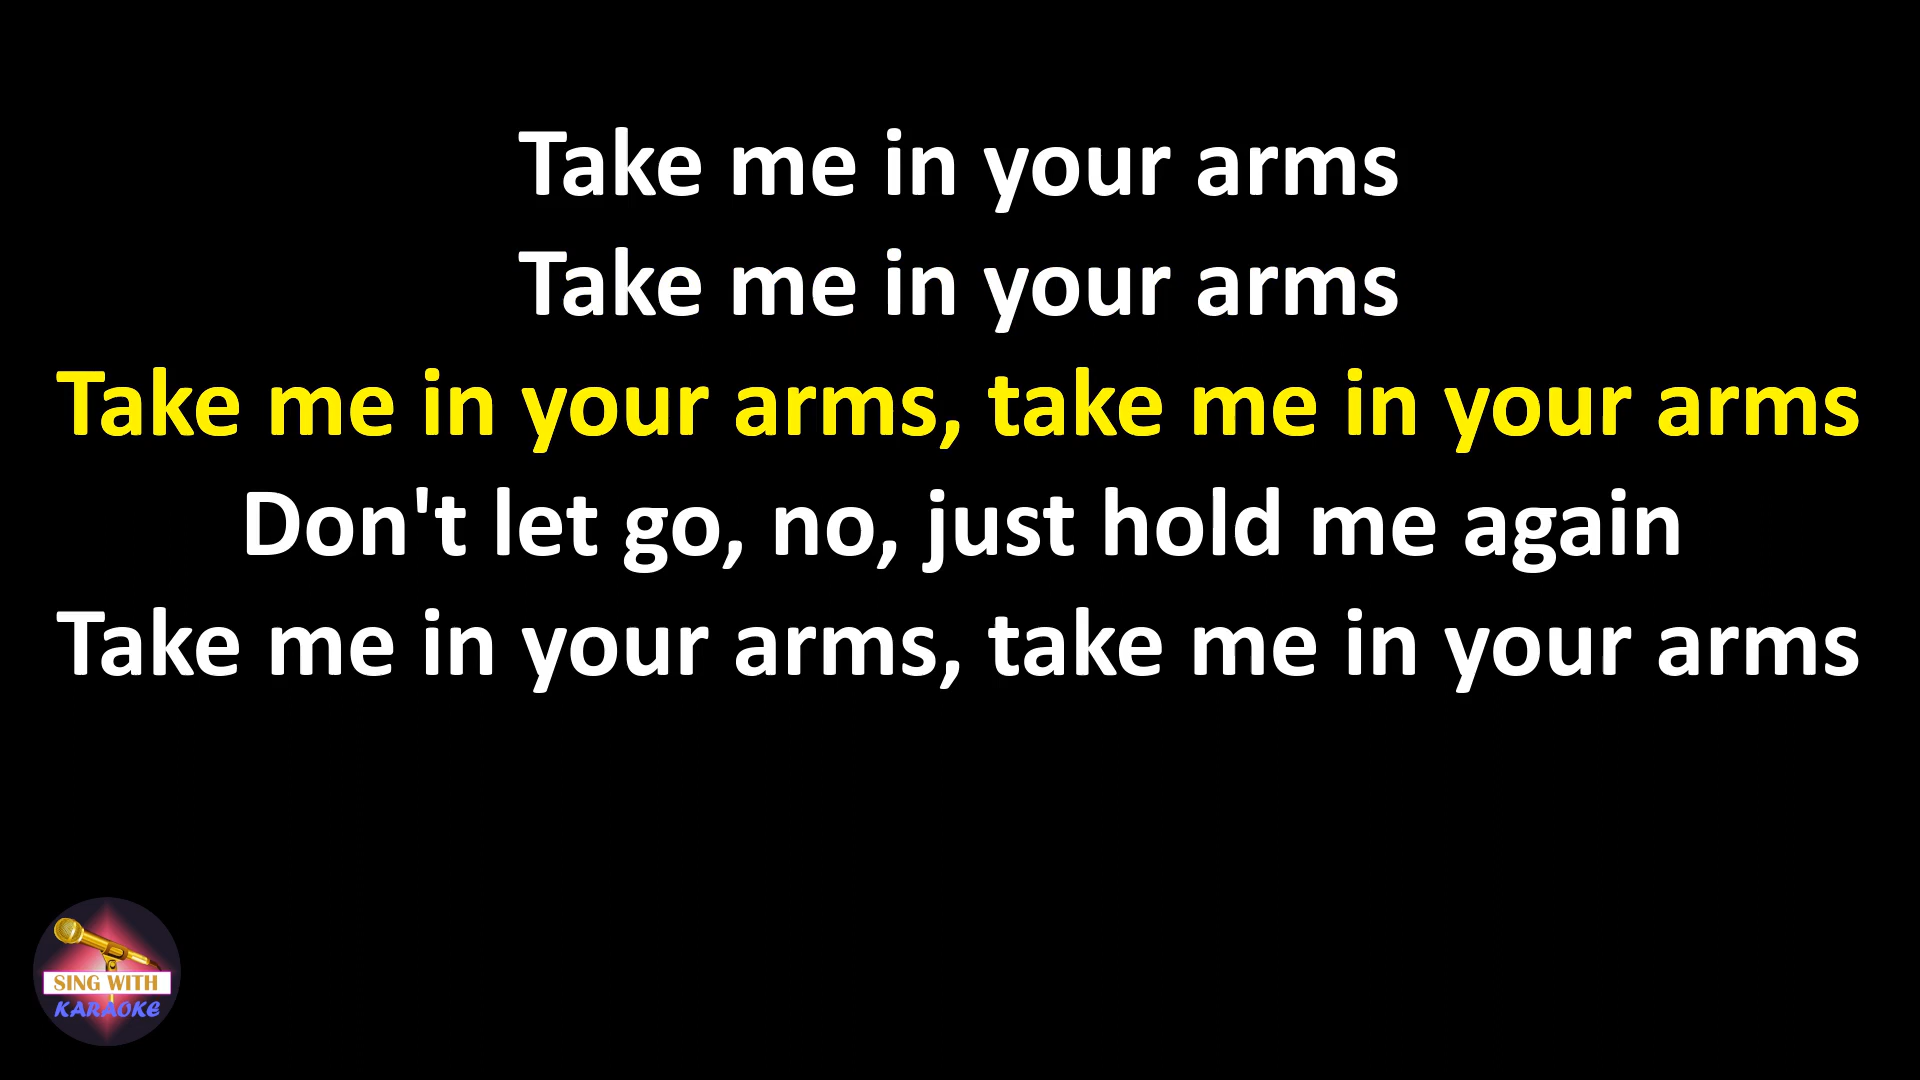 Take me in your arms
Take me in your arms
Take me in your arms, take me in your arms
Don't let go, no, just hold me again
Take me in your arms, take me in your arms
SING WITH
KARAOKE